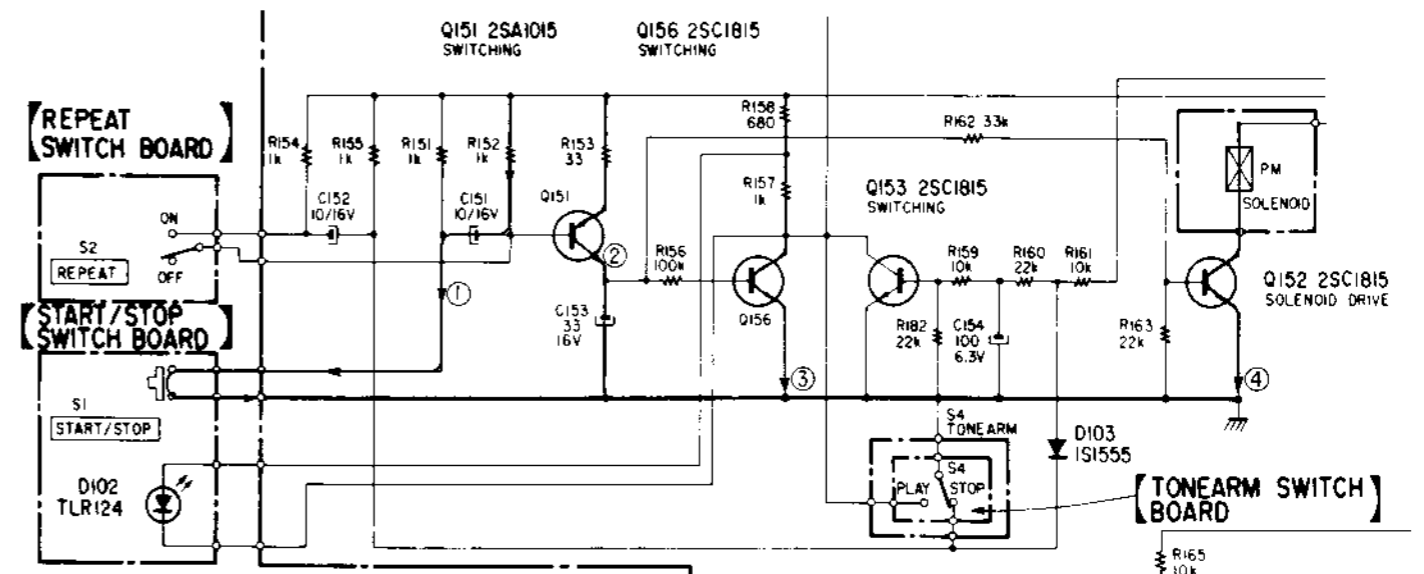 Q151 2SA1015
SWITCHING
Q156 2SC1815
SWITCHING
【REPEAT
SWITCH BOARD】
ON
S2
REPEAT
OFF
R154
1k
R155
1k
R151
1k
R152
1k
R153
33
R158
680
R162 33k
C152
10/16V
C151
10/16V
Q151
②
①
R156
100k
R157
1k
Q153 2SC1815
SWITCHING
PM
SOLENOID
C153
33
16V
Q156
③
R159
10k
R160
22k
R161
10k
R182
22k
C154
100
6.3V
R163
22k
Q152 2SC1815
SOLENOID DRIVE
④
【START/STOP
SWITCH BOARD】
S1
START/STOP
D102
TLR124
S4
TONEARM
S4
PLAY
STOP
D103
1S1555
【TONEARM SWITCH
BOARD】
R165
10k